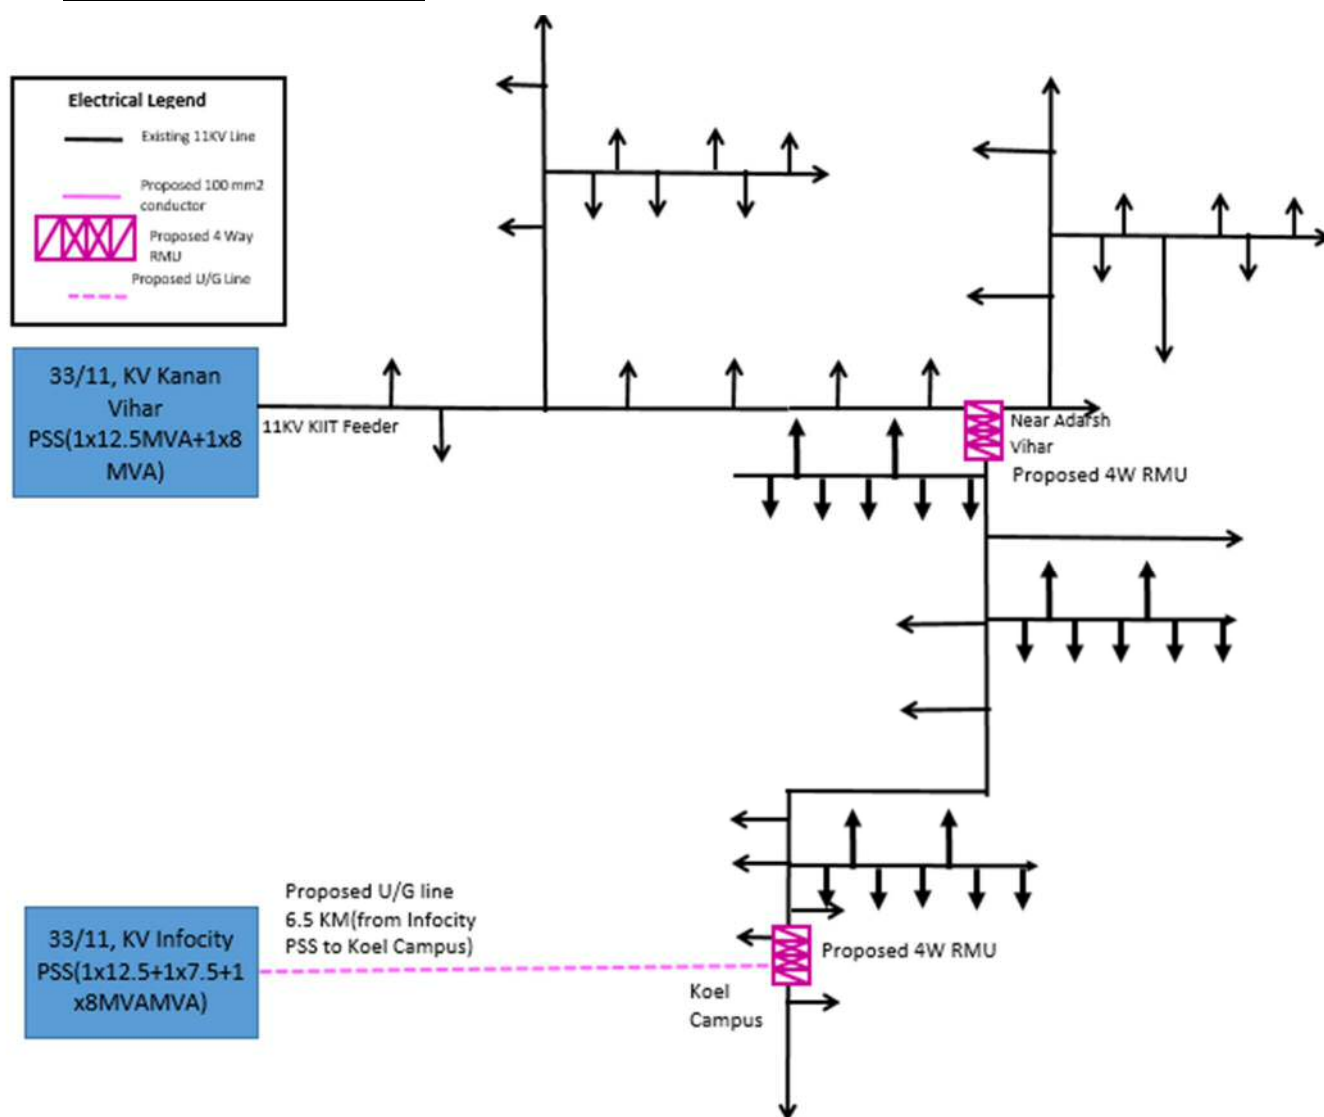 Electrical Legend
Existing 11KV Line
Proposed 100 mm2
conductor
Proposed 4 Way
RMU
Proposed U/G Line
33/11, KV Kanan
Vihar
PSS(1x12.5MVA+1x8
MVA)
11KV KIIT Feeder
Near Adarsh
Vihar
Proposed 4W RMU
Proposed U/G line
6.5 KM(from Infocity
PSS to Koel Campus)
33/11, KV Infocity
PSS(1x12.5+1x7.5+1
x8MVAMVA)
Proposed 4W RMU
Koel
Campus